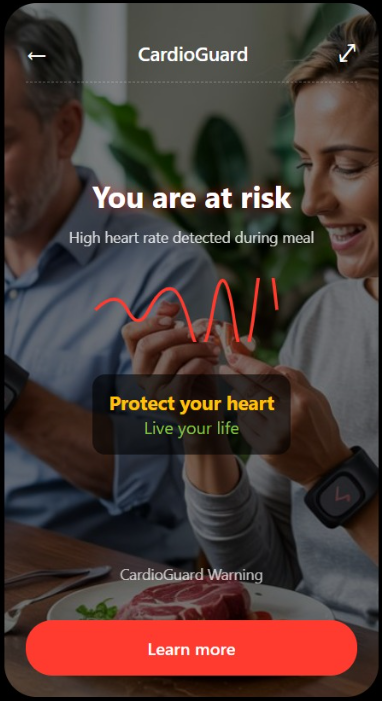 CardioGuard
You are at risk
High heart rate detected during meal
Protect your heart
Live your life
CardioGuard Warning
Learn more